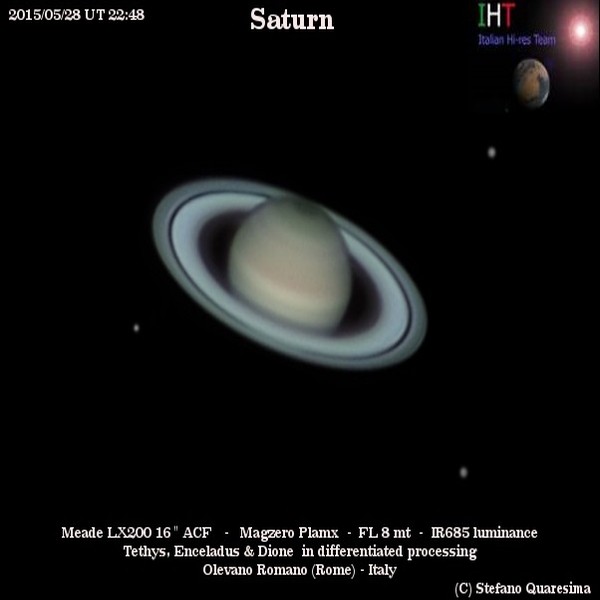 2015/05/28 UT 22:48
Saturn
IHT
Italian Hi-res Team
Meade LX200 16" ACF - Magzero Plamx - FL 8 mt - IR685 luminance
Tethys, Enceladus & Dione in differentiated processing
Olevano Romano (Rome) - Italy
(C) Stefano Quaresima